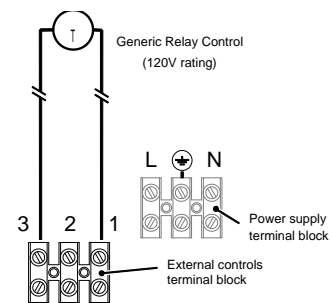 Generic Relay Control
(120V rating)
T
L N
3 2 1
Power supply
terminal block
External controls
terminal block